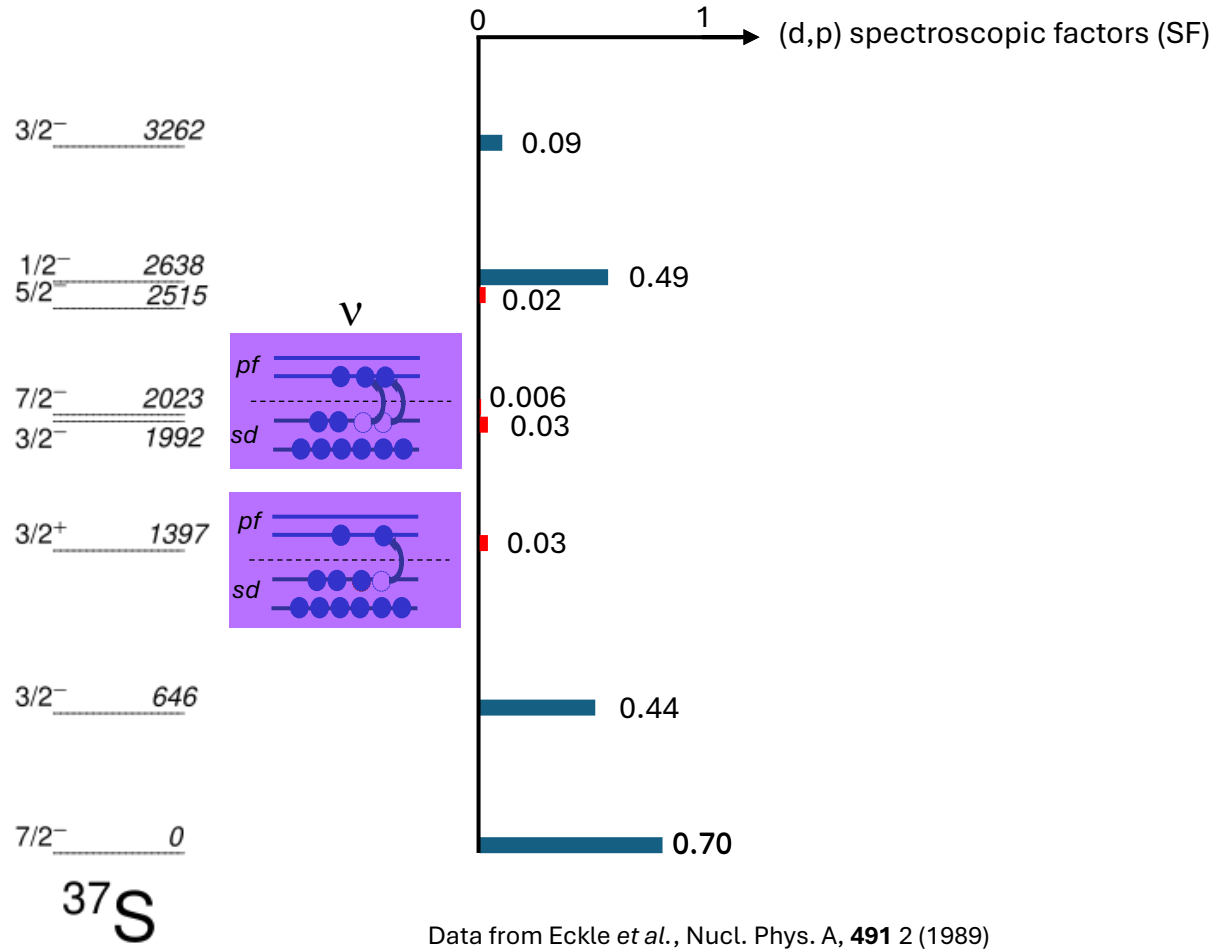 0 1
(d,p) spectroscopic factors (SF)
3/2⁻ 3262
0.09
1/2⁻ 2638
0.49
5/2⁻ 2515
0.02
ν
pf
sd
7/2⁻ 2023
0.006
3/2⁻ 1992
0.03
pf
sd
3/2⁺ 1397
0.03
3/2⁻ 646
0.44
7/2⁻ 0
0.70
³⁷S
Data from Eckle et al., Nucl. Phys. A, 491 2 (1989)